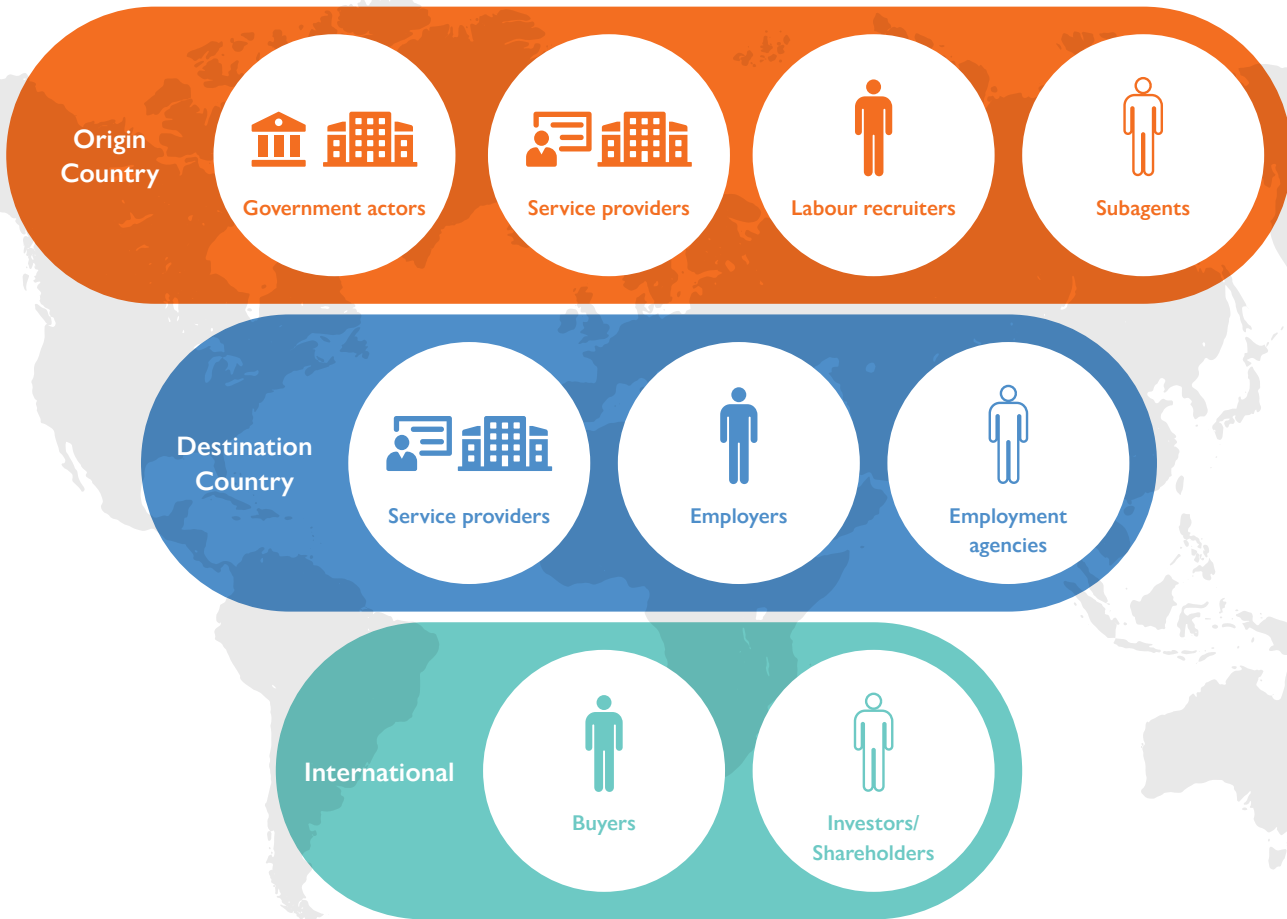 Origin
Country
Government actors
Service providers
Labour recruiters
Subagents
Destination
Country
Service providers
Employers
Employment
agencies
International
Buyers
Investors/
Shareholders